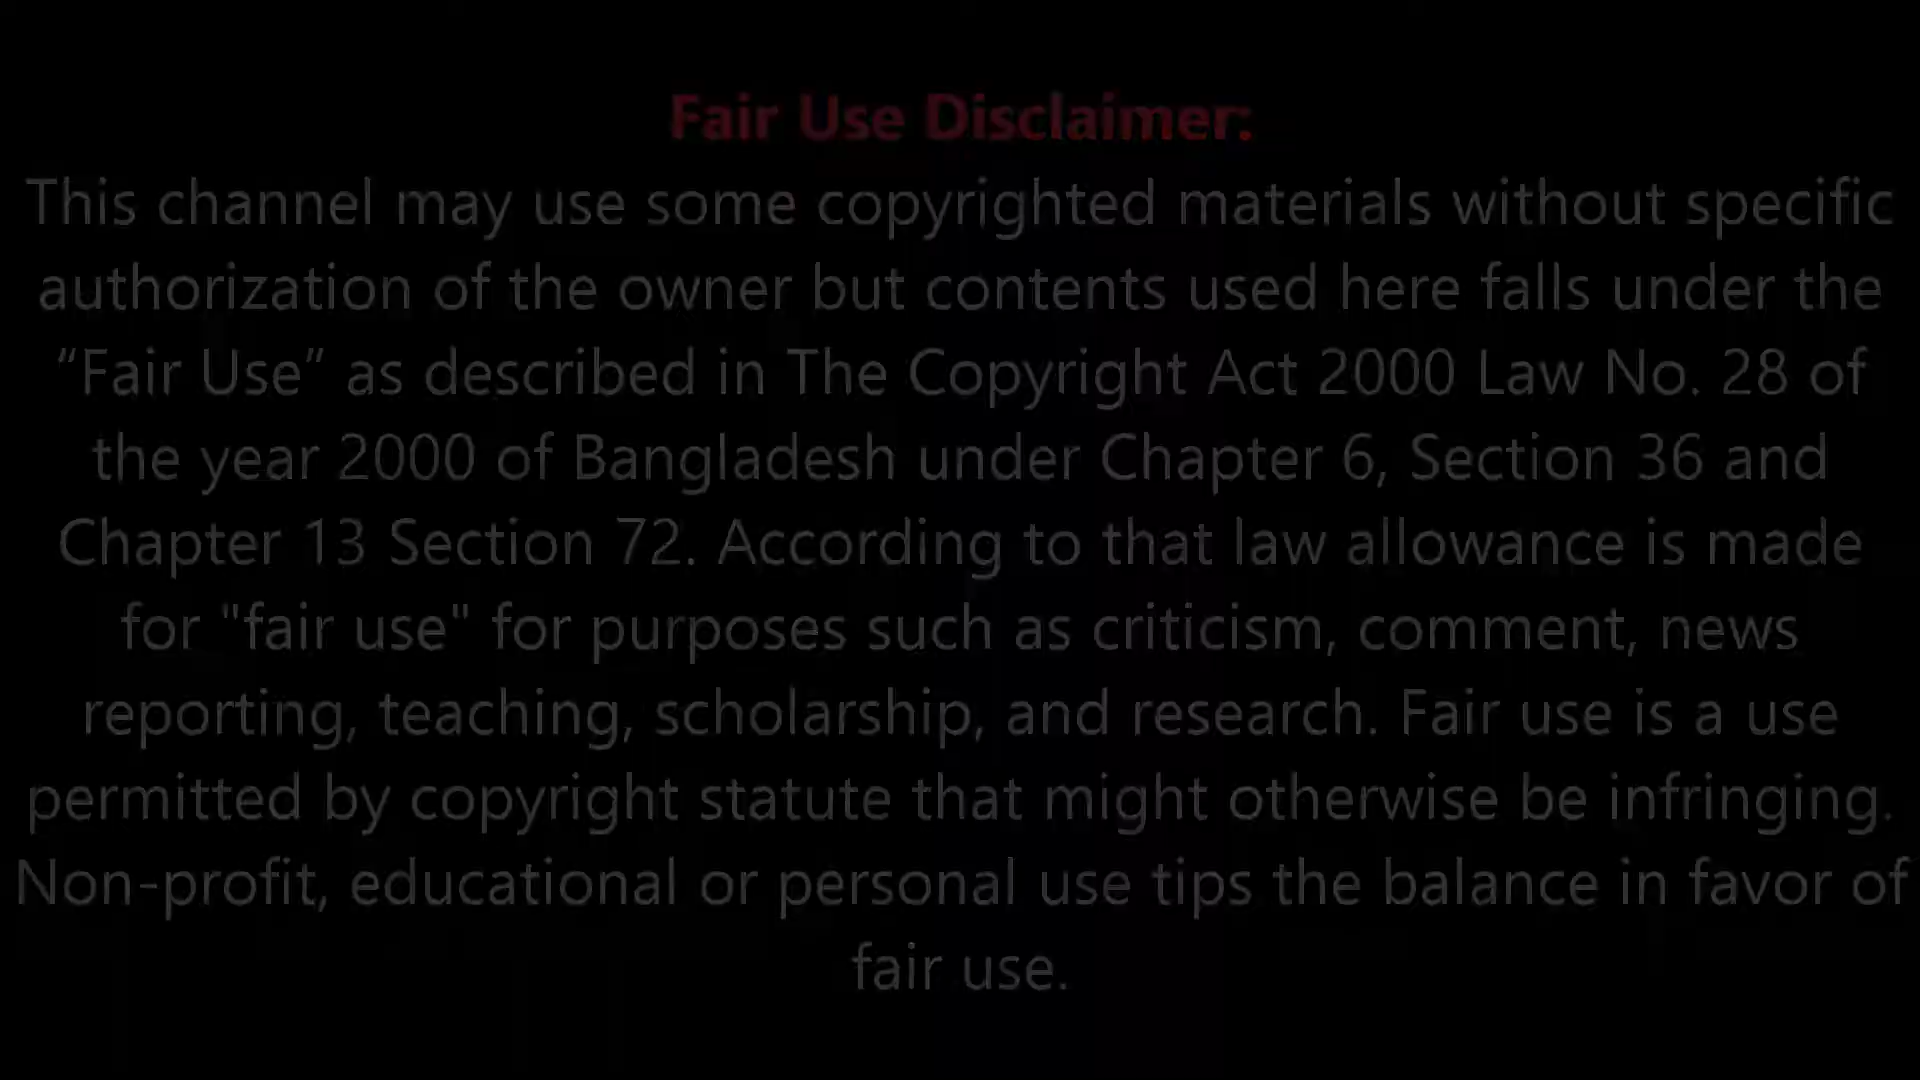 Fair Use Disclaimer:
This channel may use some copyrighted materials without specific
authorization of the owner but contents used here falls under the
“Fair Use” as described in The Copyright Act 2000 Law No. 28 of
the year 2000 of Bangladesh under Chapter 6, Section 36 and
Chapter 13 Section 72. According to that law allowance is made
for "fair use" for purposes such as criticism, comment, news
reporting, teaching, scholarship, and research. Fair use is a use
permitted by copyright statute that might otherwise be infringing.
Non-profit, educational or personal use tips the balance in favor of
fair use.